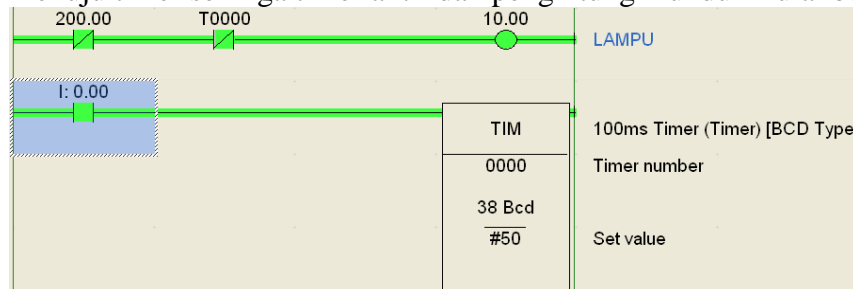 200.00 T0000 10.00
LAMPU
I: 0.00
TIM 100ms Timer (Timer) [BCD Type
0000 Timer number
38 Bcd
#50 Set value